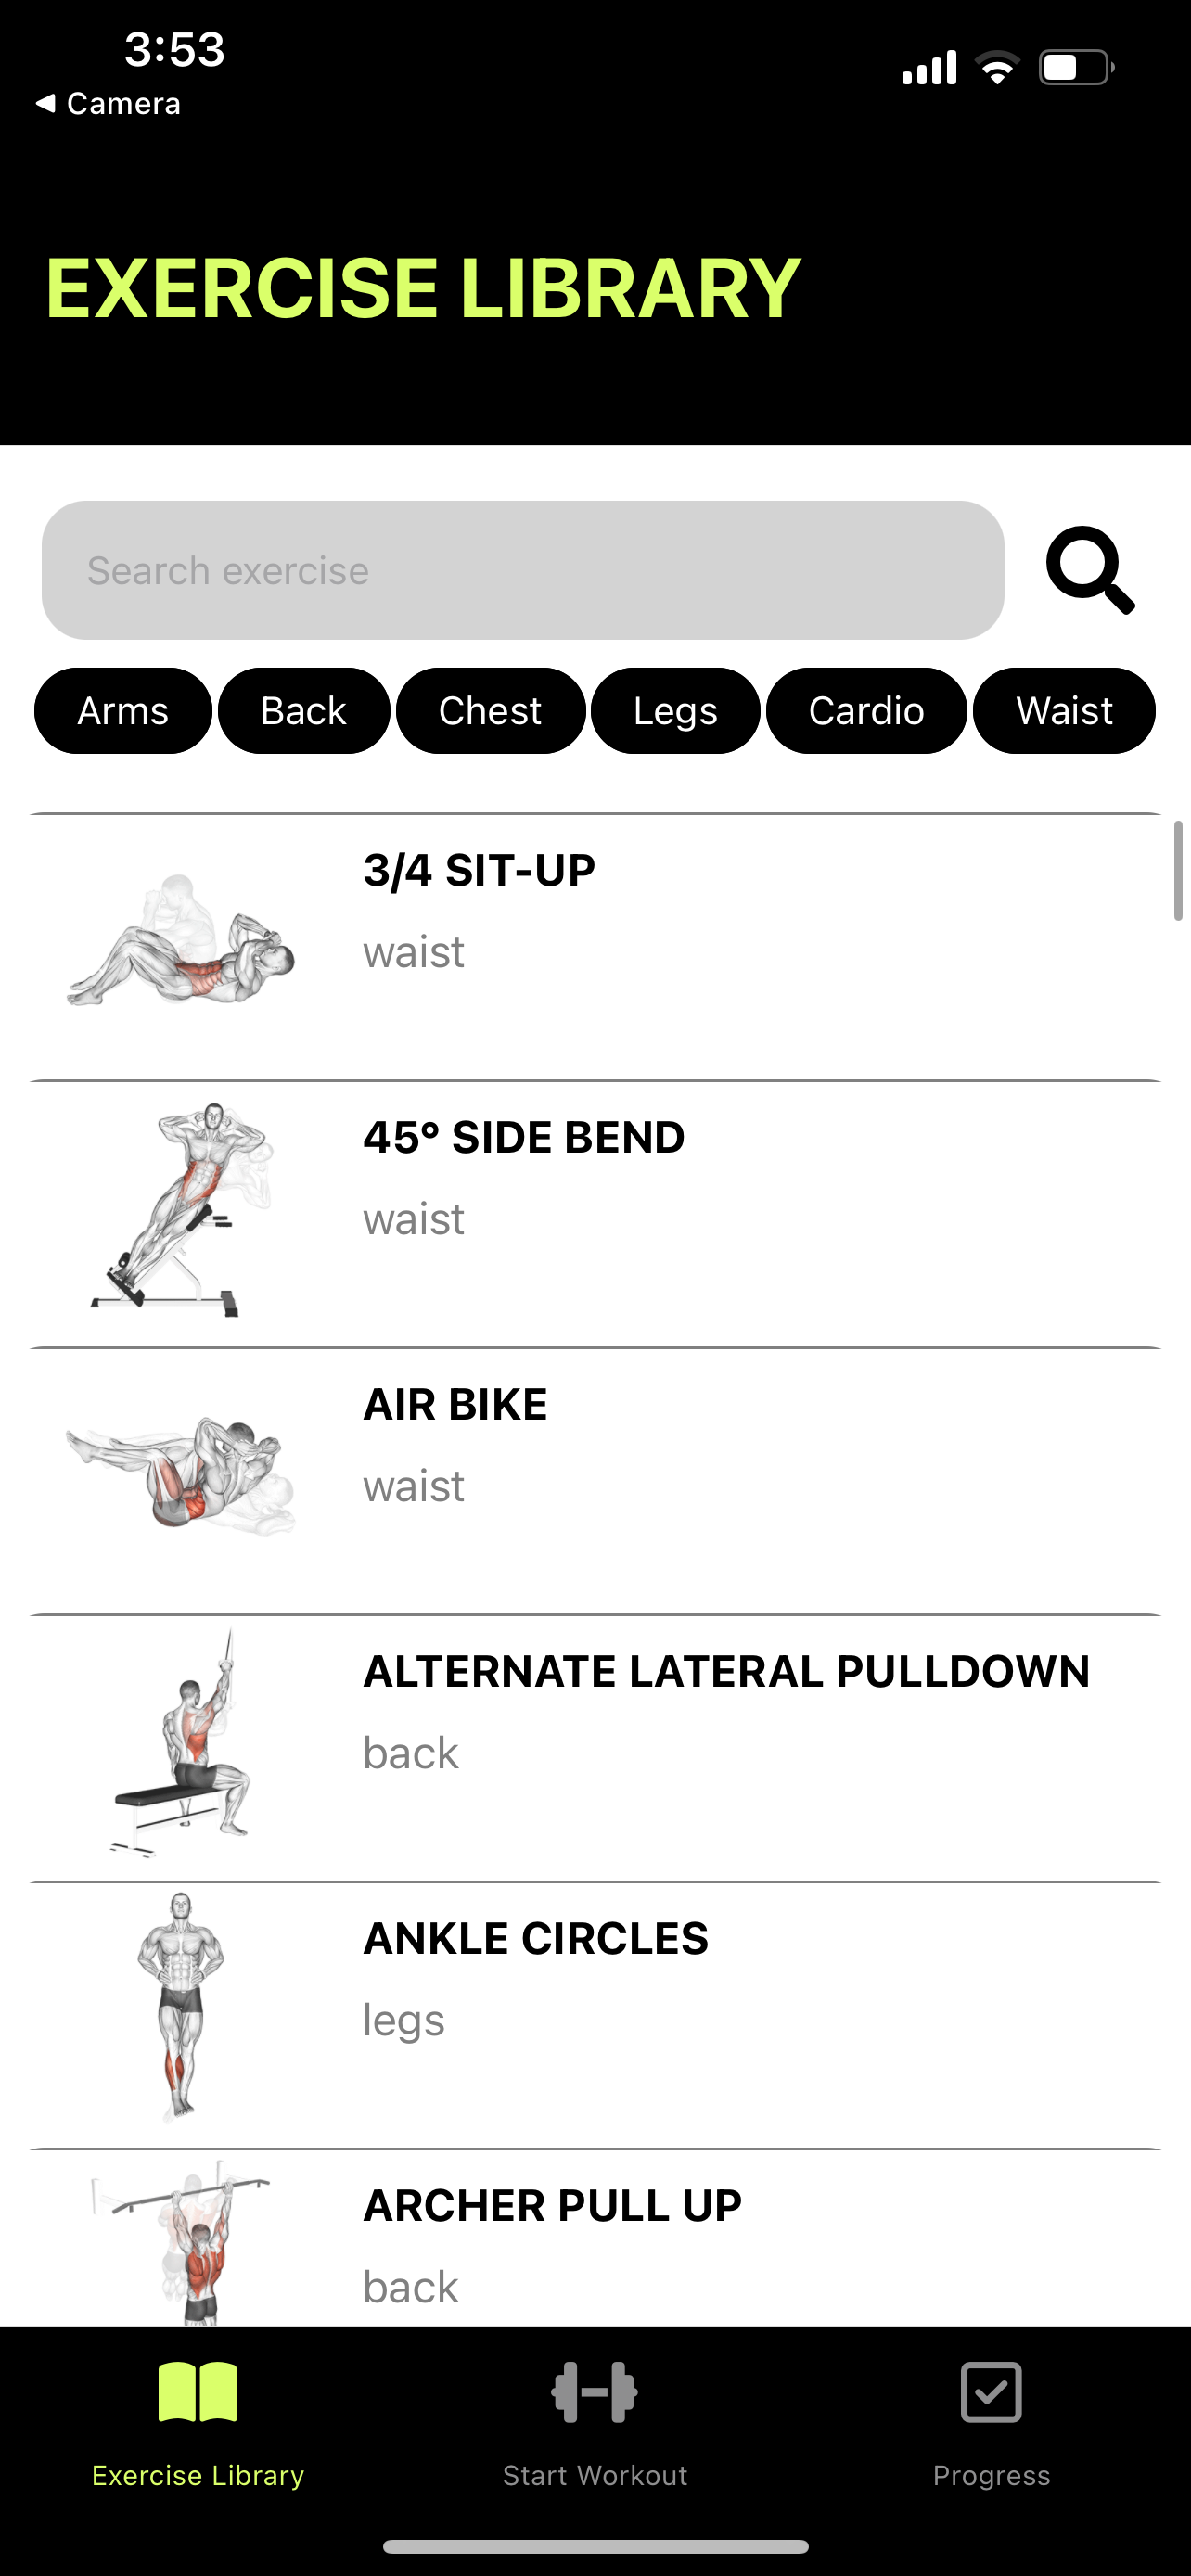 3:53
Camera
EXERCISE LIBRARY
Search exercise
Arms Back Chest Legs Cardio Waist
3/4 SIT-UP
waist
45° SIDE BEND
waist
AIR BIKE
waist
ALTERNATE LATERAL PULLDOWN
back
ANKLE CIRCLES
legs
ARCHER PULL UP
back
Exercise Library Start Workout Progress